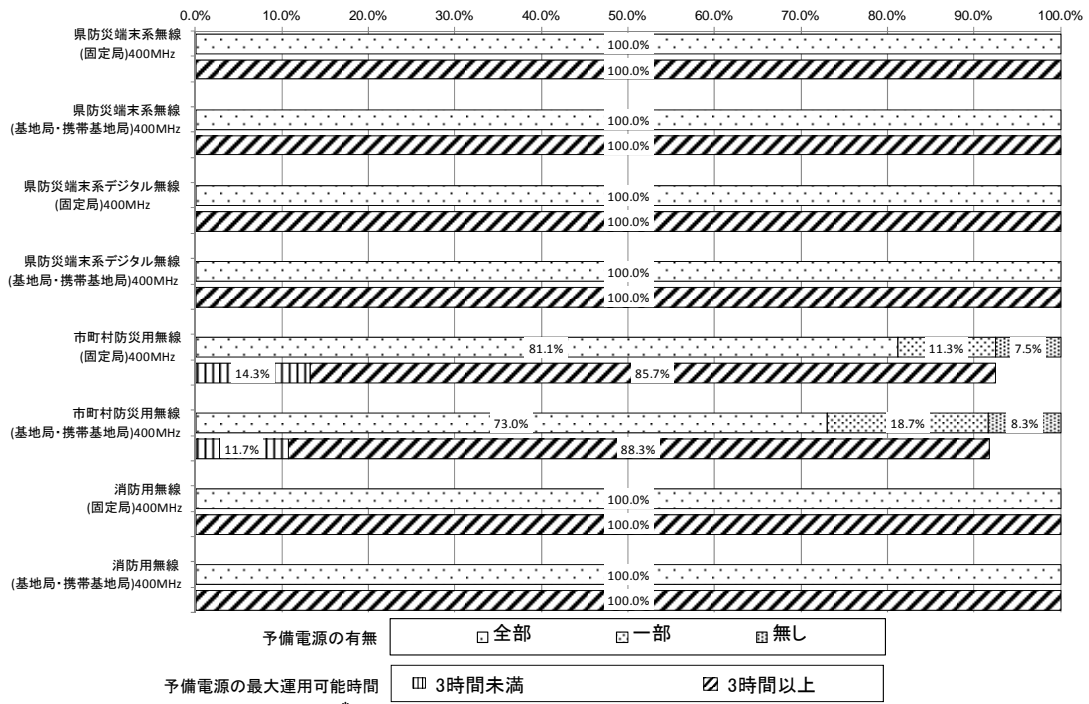 0.0% 10.0% 20.0% 30.0% 40.0% 50.0% 60.0% 70.0% 80.0% 90.0% 100.0%
県防災端末系無線
(固定局)400MHz
100.0%
100.0%
県防災端末系無線
(基地局・携帯基地局)400MHz
100.0%
100.0%
県防災端末系デジタル無線
(固定局)400MHz
100.0%
100.0%
県防災端末系デジタル無線
(基地局・携帯基地局)400MHz
100.0%
100.0%
市町村防災用無線
(固定局)400MHz
81.1% 11.3% 7.5%
14.3% 85.7%
市町村防災用無線
(基地局・携帯基地局)400MHz
73.0% 18.7% 8.3%
11.7% 88.3%
消防用無線
(固定局)400MHz
100.0%
100.0%
消防用無線
(基地局・携帯基地局)400MHz
100.0%
100.0%
予備電源の有無 全部 一部 無し
予備電源の最大運用可能時間 3時間未満 3時間以上
*